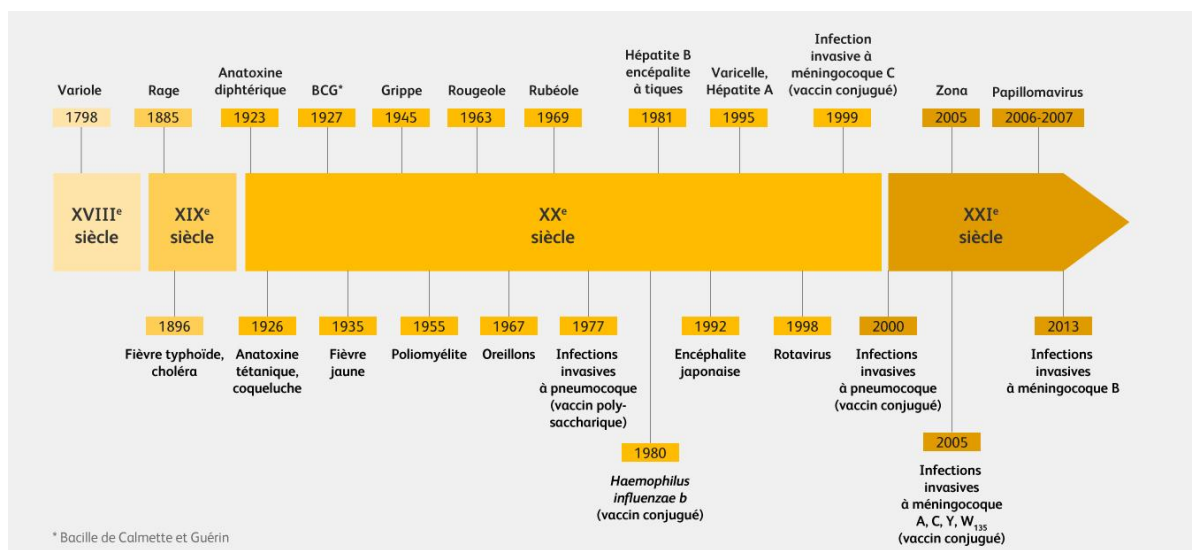 Variole
1798
Rage
1885
Anatoxine
diphtérique
1923
BCG*
1927
Grippe
1945
Rougeole
1963
Rubéole
1969
Hépatite B
encépalite
à tiques
1981
Varicelle,
Hépatite A
1995
Infection
invasive à
méningocoque C
(vaccin conjugué)
1999
Zona
2005
Papillomavirus
2006-2007
XVIIIe
siècle
XIXe
siècle
XXe
siècle
XXIe
siècle
1896
Fièvre typhoïde,
choléra
1926
Anatoxine
tétanique,
coqueluche
1935
Fièvre
jaune
1955
Poliomyélite
1967
Oreillons
1977
Infections
invasives
à pneumocoque
(vaccin poly-
saccharique)
1980
Haemophilus
influenzae b
(vaccin conjugué)
1992
Encéphalite
japonaise
1998
Rotavirus
2000
Infections
invasives
à pneumocoque
(vaccin conjugué)
2005
Infections
invasives
à méningocoque
A, C, Y, W135
(vaccin conjugué)
2013
Infections
invasives
à méningocoque B
* Bacille de Calmette et Guérin